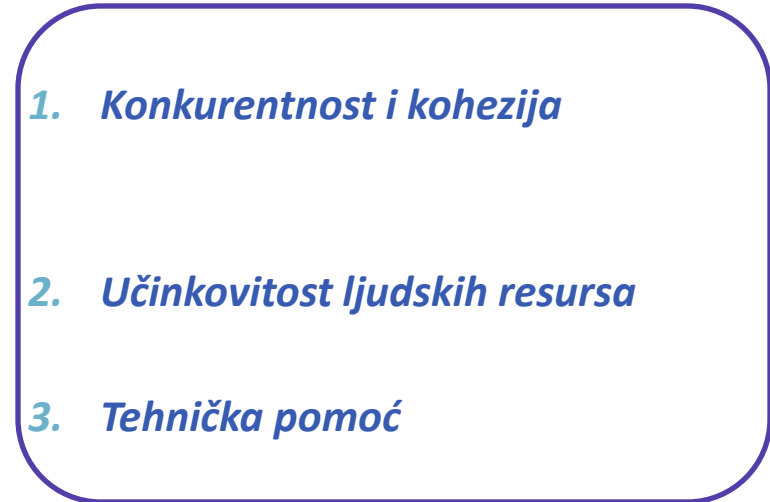 1. Konkurentnost i kohezija
2. Učinkovitost ljudskih resursa
3. Tehnička pomoć